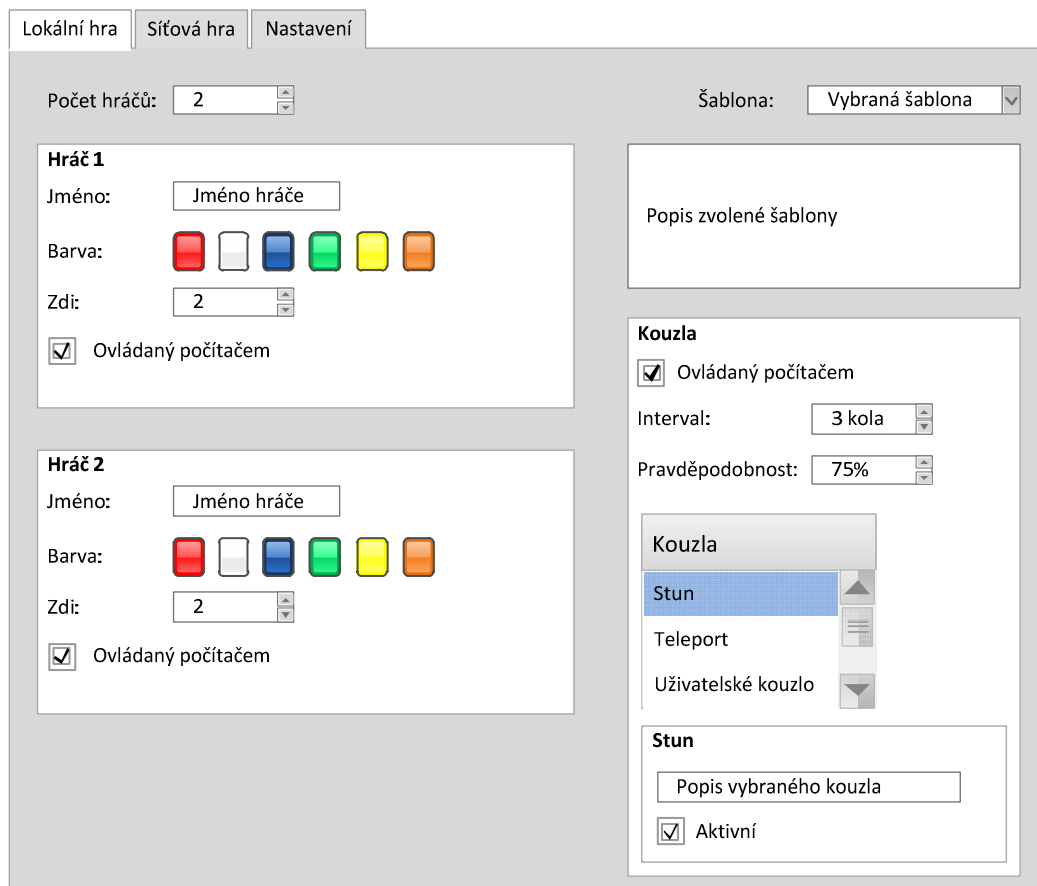 Lokální hra Síťová hra Nastavení
Počet hráčů: 2
Šablona: Vybraná šablona
Hráč 1
Jméno: Jméno hráče
Barva:
Zdi: 2
Ovládaný počítačem
Hráč 2
Jméno: Jméno hráče
Barva:
Zdi: 2
Ovládaný počítačem
Popis zvolené šablony
Kouzla
Ovládaný počítačem
Interval: 3 kola
Pravděpodobnost: 75%
Kouzla
Stun
Teleport
Uživatelské kouzlo
Stun
Popis vybraného kouzla
Aktivní